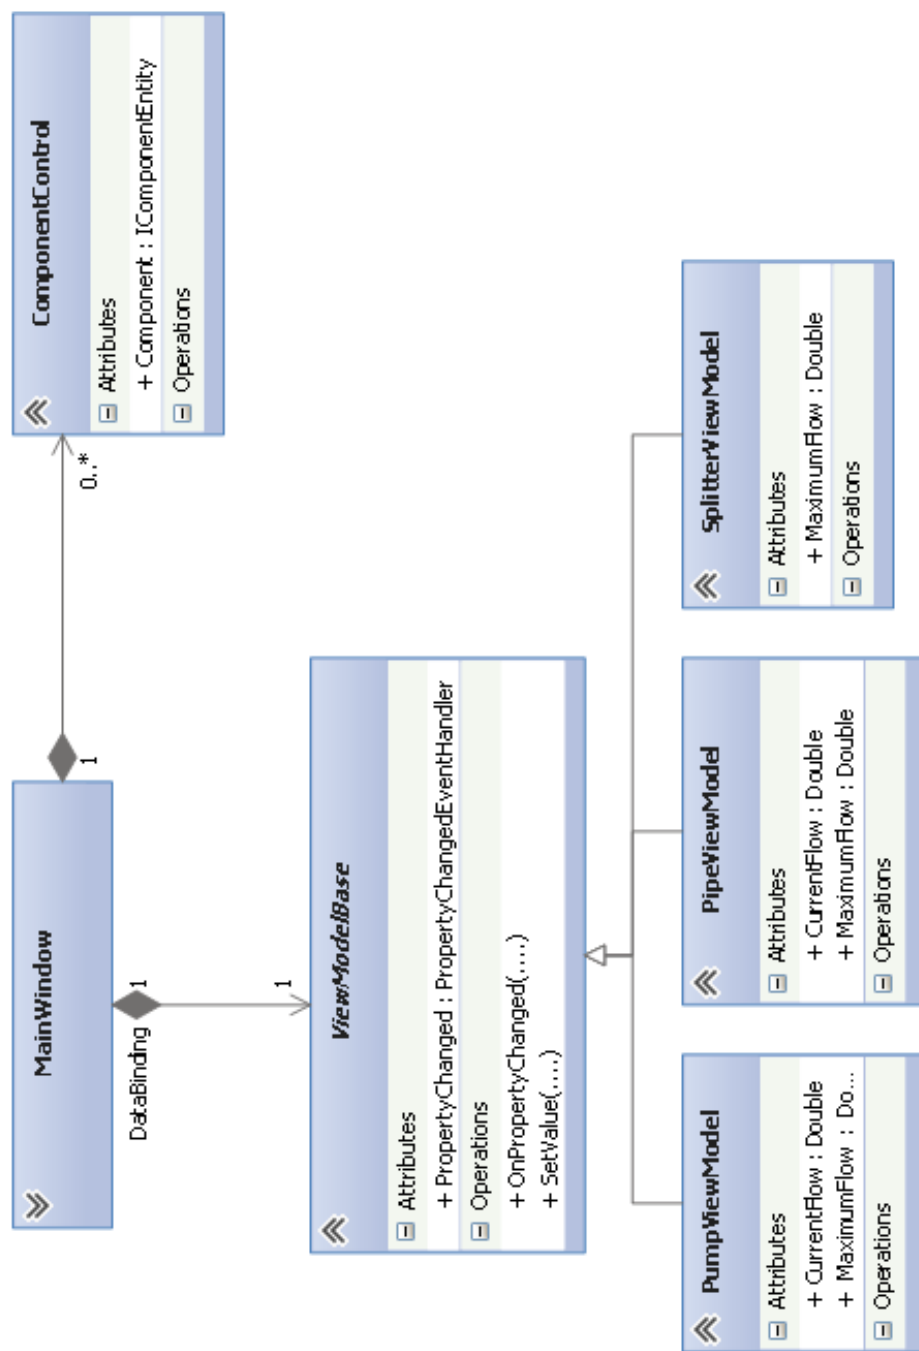 MainWindow
DataBinding
1
1
1
0..*
ComponentControl
Attributes
+ Component : IComponentEntity
Operations
ViewModelBase
Attributes
+ PropertyChanged : PropertyChangedEventHandler
Operations
+ OnPropertyChanged(....)
+ SetValue(....)
PumpViewModel
Attributes
+ CurrentFlow : Double
+ MaximumFlow : Do...
Operations
PipeViewModel
Attributes
+ CurrentFlow : Double
+ MaximumFlow : Double
Operations
SplitterViewModel
Attributes
+ MaximumFlow : Double
Operations